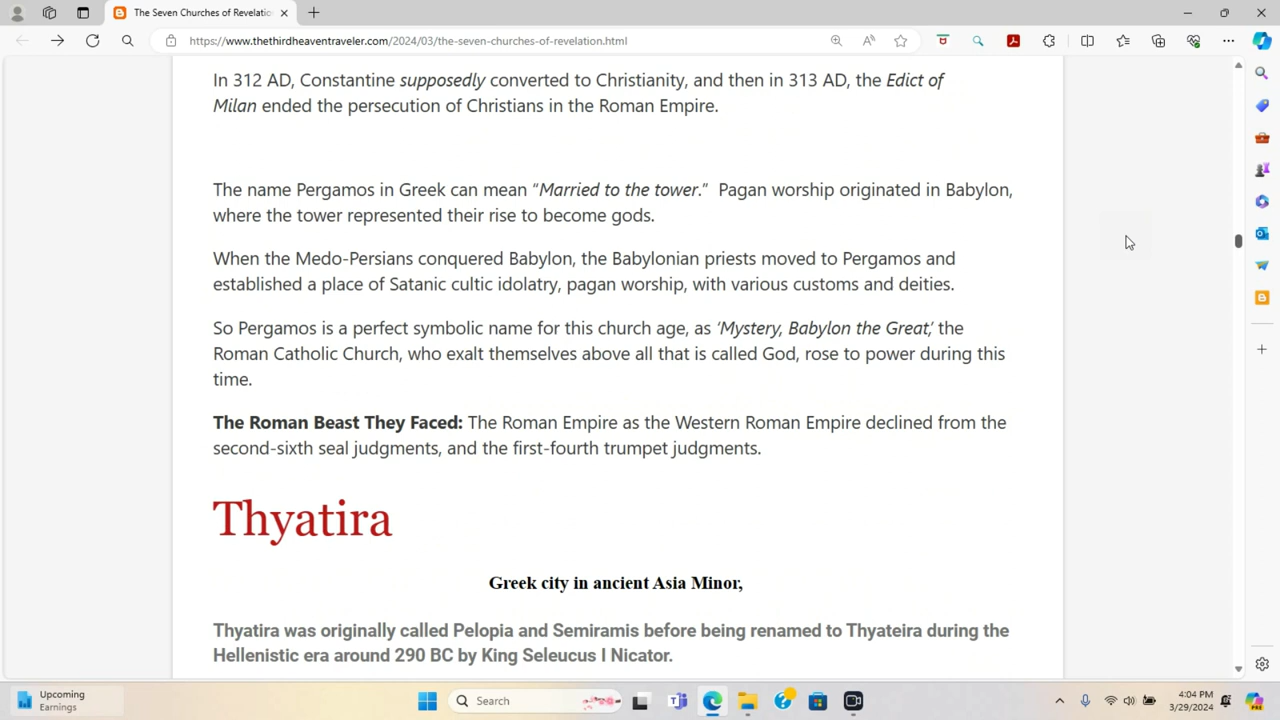 The Seven Churches of Revelatio
https://www.thethirdheaventraveler.com/2024/03/the-seven-churches-of-revelation.html
In 312 AD, Constantine supposedly converted to Christianity, and then in 313 AD, the Edict of
Milan ended the persecution of Christians in the Roman Empire.
The name Pergamos in Greek can mean “Married to the tower.”  Pagan worship originated in Babylon,
where the tower represented their rise to become gods.
When the Medo-Persians conquered Babylon, the Babylonian priests moved to Pergamos and
established a place of Satanic cultic idolatry, pagan worship, with various customs and deities.
So Pergamos is a perfect symbolic name for this church age, as ‘Mystery, Babylon the Great,’ the
Roman Catholic Church, who exalt themselves above all that is called God, rose to power during this
time.
The Roman Beast They Faced: The Roman Empire as the Western Roman Empire declined from the
second-sixth seal judgments, and the first-fourth trumpet judgments.
Thyatira
Greek city in ancient Asia Minor,
Thyatira was originally called Pelopia and Semiramis before being renamed to Thyateira during the
Hellenistic era around 290 BC by King Seleucus I Nicator.
Upcoming
Earnings
Search
4:04 PM
3/29/2024